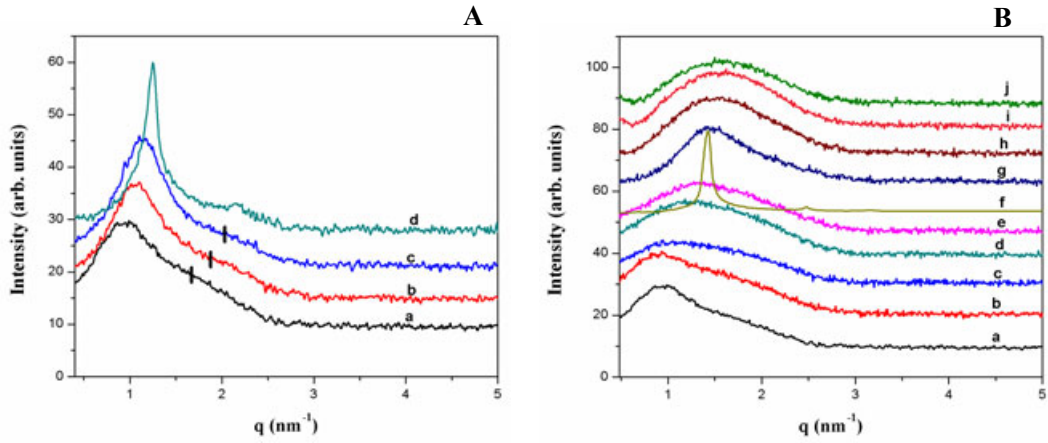 A
B
60
50
40
30
20
10
0
d
c
b
a
1 2 3 4 5
Intensity (arb. units)
q (nm⁻¹)
100
80
60
40
20
0
j
i
h
g
f
e
d
c
b
a
1 2 3 4 5
Intensity (arb. units)
q (nm⁻¹)